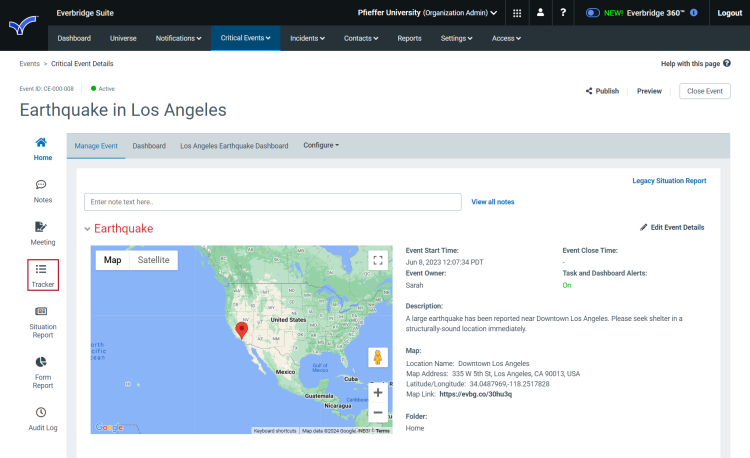 Everbridge Suite
Pfieffer University (Organization Admin)
?
NEW! Everbridge 360™
Logout
Dashboard
Universe
Notifications
Critical Events
Incidents
Contacts
Reports
Settings
Access
Events > Critical Event Details
Help with this page
Event ID: CE-000-008
Active
Publish
Preview
Close Event
Earthquake in Los Angeles
Home
Notes
Meeting
Tracker
Situation
Report
Form
Report
Audit Log
Manage Event
Dashboard
Los Angeles Earthquake Dashboard
Configure
Legacy Situation Report
Enter note text here..
View all notes
Earthquake
Edit Event Details
Map
Satellite
United States
Mexico
Gulf of
Mexico
Cuba
Guatemala
Nicaragua
Google
Keyboard shortcuts
Map data ©2024 Google, INEGI
Terms
Event Start Time:
Jun 8, 2023 12:07:34 PDT
Event Close Time:
-
Event Owner:
Sarah
Task and Dashboard Alerts:
On
Description:
A large earthquake has been reported near Downtown Los Angeles. Please seek shelter in a
structurally-sound location immediately.
Map:
Location Name: Downtown Los Angeles
Map Address: 335 W 5th St, Los Angeles, CA 90013, USA
Latitude/Longitude: 34.0487969,-118.2517828
Map Link: https://evbg.co/30hu3q
Folder:
Home